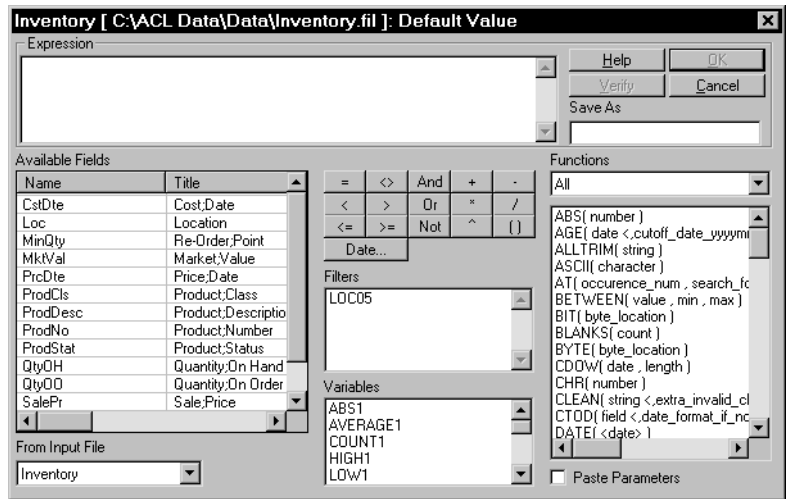 Inventory [ C:\ACL Data\Data\Inventory.fil ]: Default Value
Expression
Help
OK
Verify
Cancel
Save As
Available Fields
Name Title
CstDte Cost;Date
Loc Location
MinQty Re-Order;Point
MktVal Market;Value
PrcDte Price;Date
ProdCls Product;Class
ProdDesc Product;Descriptio
ProdNo Product;Number
ProdStat Product;Status
QtyOH Quantity;On Hand
QtyOO Quantity;On Order
SalePr Sale;Price
From Input File
Inventory
= <> And + -
< > Or * /
<= >= Not ^ ( )
Date...
Filters
LOC05
Variables
ABS1
AVERAGE1
COUNT1
HIGH1
LOW1
Functions
All
ABS( number )
AGE( date <,cutoff_date_yyyymi
ALLTRIM( string )
ASCII( character )
AT( occurence_num , search_fo
BETWEEN( value , min , max )
BIT( byte_location )
BLANKS( count )
BYTE( byte_location )
CDOW( date , length )
CHR( number )
CLEAN( string <,extra_invalid_cl
CTOD( field <,date_format_if_nc
DATE( <date> )
Paste Parameters